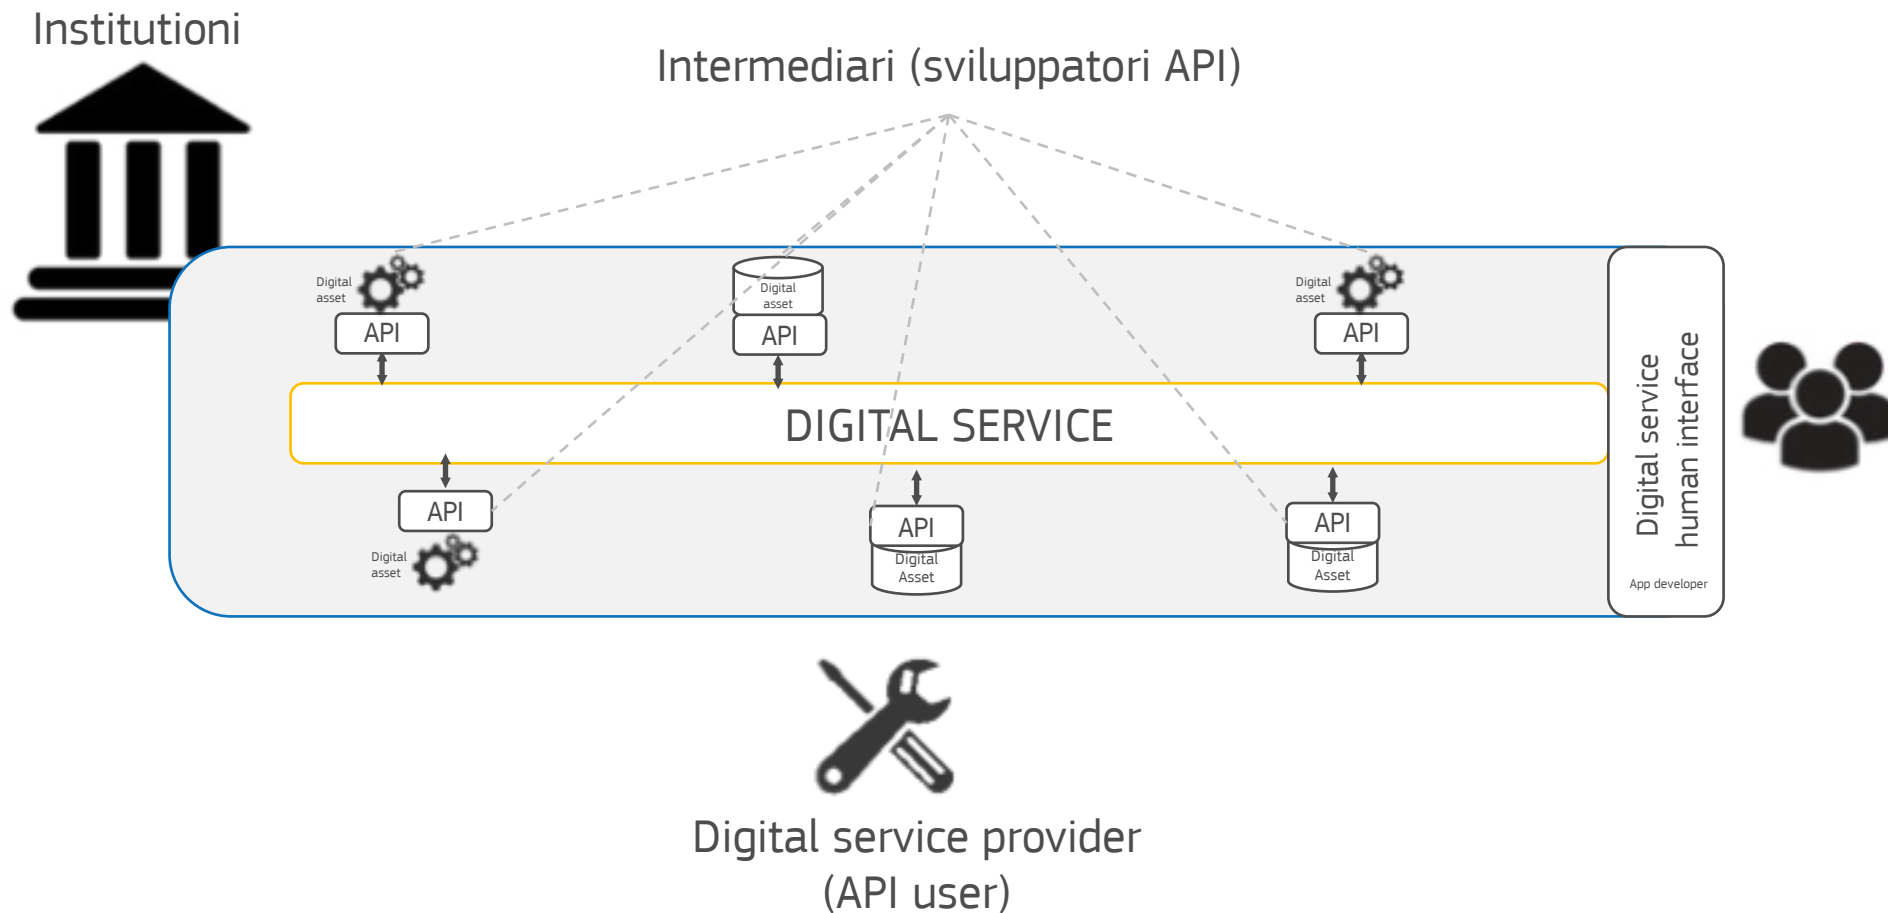 Institutioni
Intermediari (sviluppatori API)
Digital
asset
API
Digital
asset
API
Digital
asset
API
DIGITAL SERVICE
API
Digital
asset
API
Digital
Asset
API
Digital
Asset
Digital service
human interface
App developer
Digital service provider
(API user)